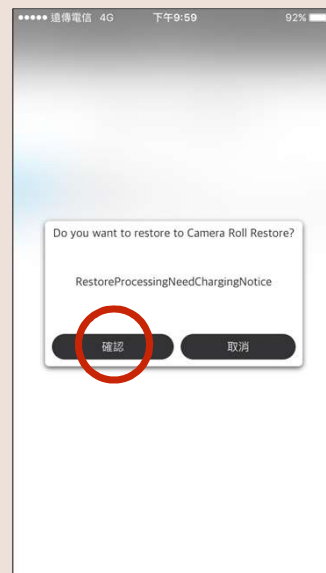 ●●●●● 遠傳電信 4G 下午9:59 92%
Do you want to restore to Camera Roll Restore?
RestoreProcessingNeedChargingNotice
確認 取消